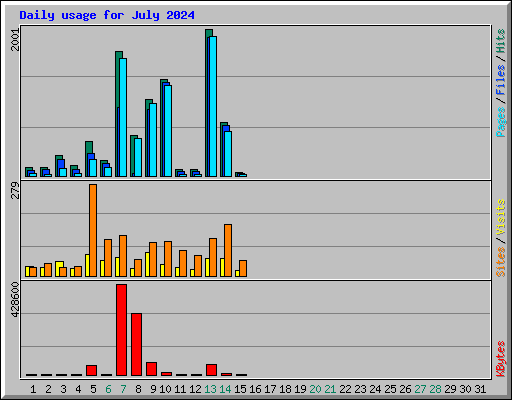 Daily usage for July 2024
2001
Pages / Files / Hits
279
Sites / Visits
428600
KBytes
1 2 3 4 5 6 7 8 9 10 11 12 13 14 15 16 17 18 19 20 21 22 23 24 25 26 27 28 29 30 31